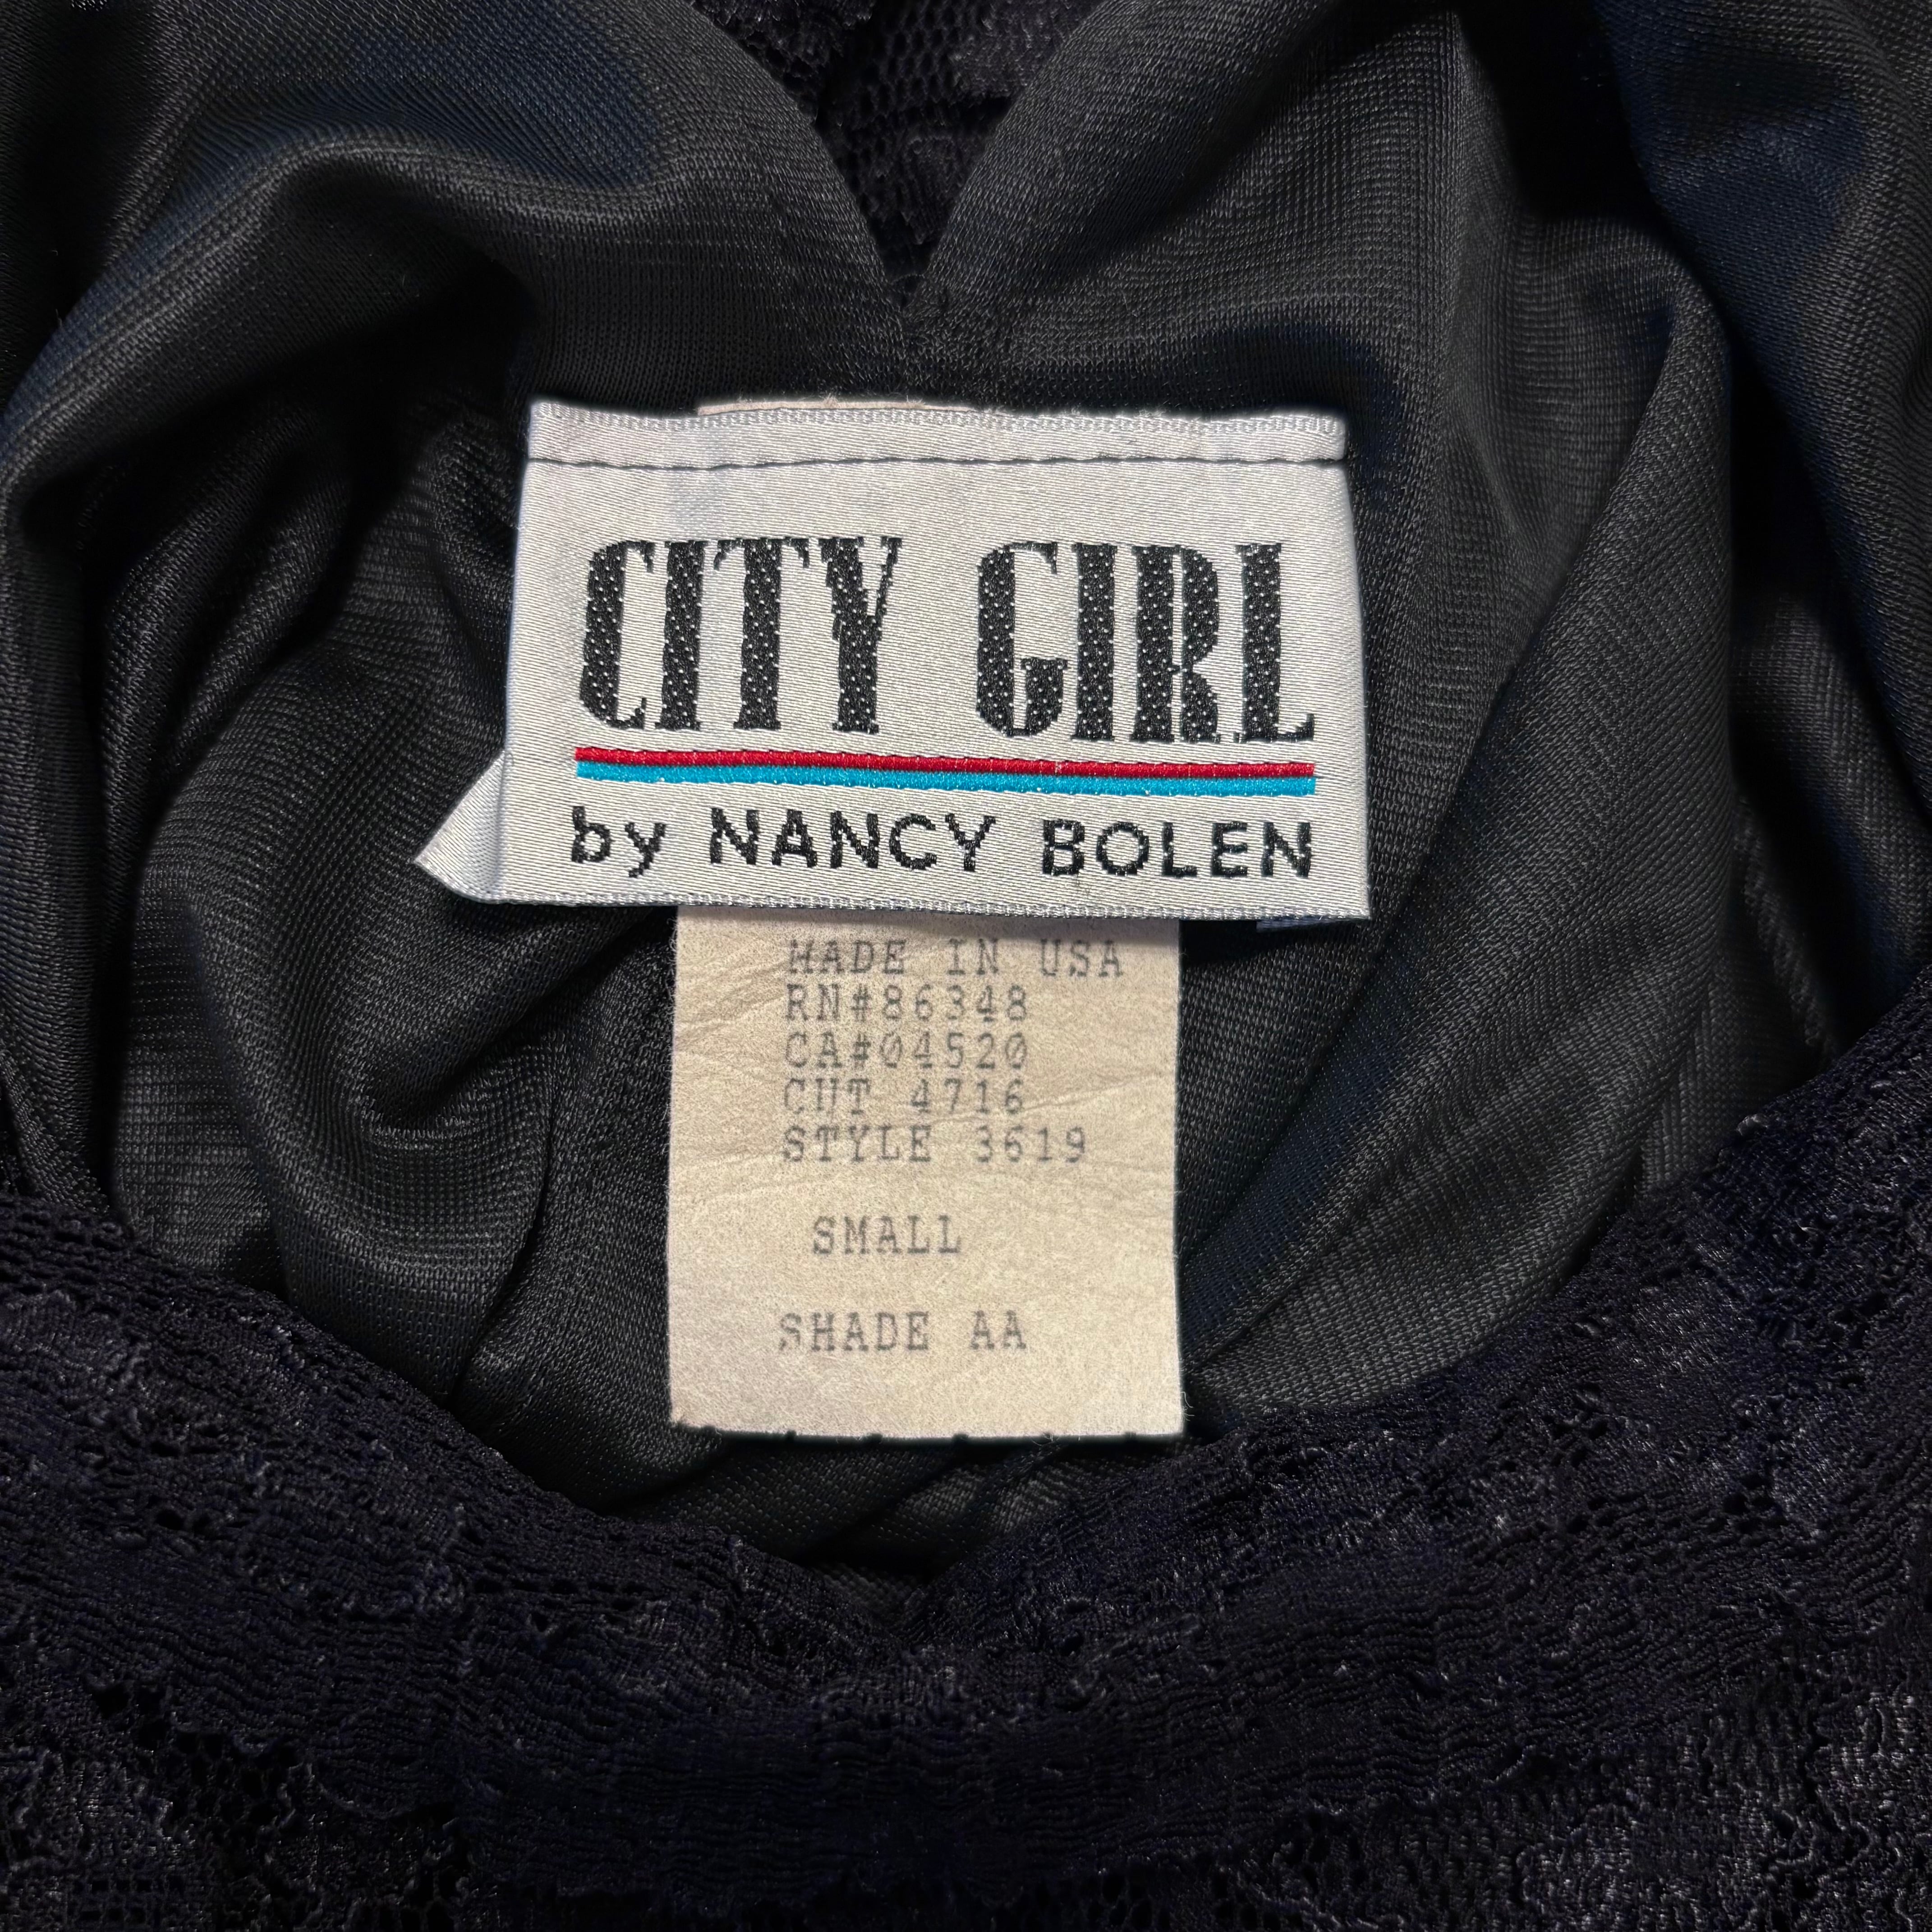 CITY GIRL
by NANCY BOLEN
MADE IN USA
RN#86348
CA#04520
CUT 4716
STYLE 3619
SMALL
SHADE AA